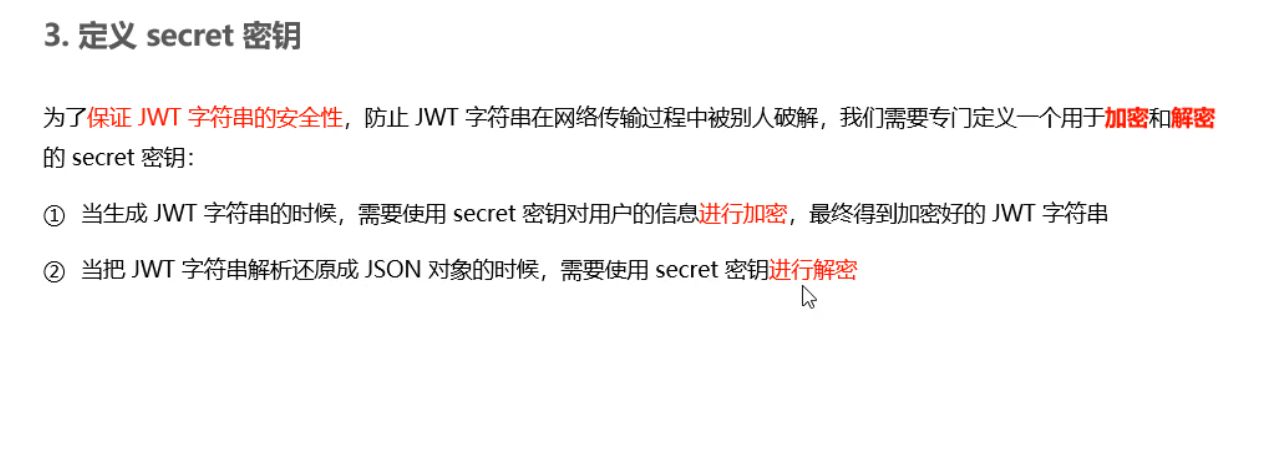 3. 定义 secret 密钥
为了保证 JWT 字符串的安全性，防止 JWT 字符串在网络传输过程中被别人破解，我们需要专门定义一个用于加密和解密
的 secret 密钥：
① 当生成 JWT 字符串的时候，需要使用 secret 密钥对用户的信息进行加密，最终得到加密好的 JWT 字符串
② 当把 JWT 字符串解析还原成 JSON 对象的时候，需要使用 secret 密钥进行解密